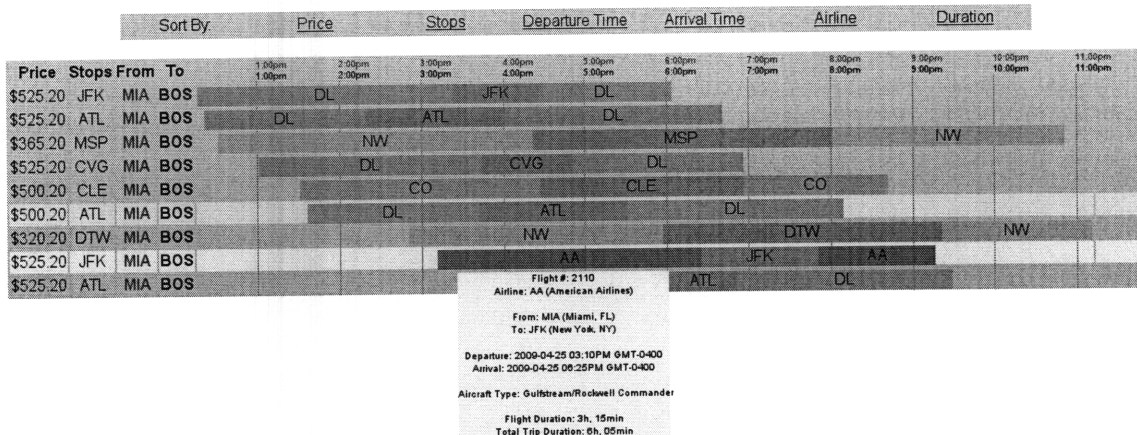 Sort By: Price Stops Departure Time Arrival Time Airline Duration
1:00pm 2:00pm 3:00pm 4:00pm 5:00pm 6:00pm 7:00pm 8:00pm 9:00pm 10:00pm 11:00pm
Price Stops From To 1:00pm 2:00pm 3:00pm 4:00pm 5:00pm 6:00pm 7:00pm 8:00pm 9:00pm 10:00pm 11:00pm
$525.20 JFK MIA BOS DL JFK DL
$525.20 ATL MIA BOS DL ATL DL
$365.20 MSP MIA BOS NW MSP NW
$525.20 CVG MIA BOS DL CVG DL
$500.20 CLE MIA BOS CO CLE CO
$500.20 ATL MIA BOS DL ATL DL
$320.20 DTW MIA BOS NW DTW NW
$525.20 JFK MIA BOS AA JFK AA
$525.20 ATL MIA BOS ATL DL
Flight #: 2110
Airline: AA (American Airlines)
From: MIA (Miami, FL)
To: JFK (New York, NY)
Departure: 2009-04-25 03:10PM GMT-0400
Arrival: 2009-04-25 06:25PM GMT-0400
Aircraft Type: Gulfstream/Rockwell Commander
Flight Duration: 3h, 15min
Total Trip Duration: 6h, 05min